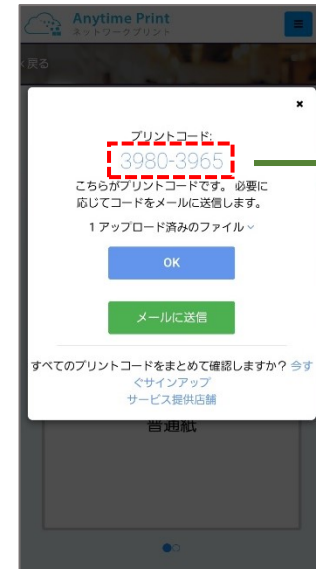 Anytime Print
ネットワークプリント
‹戻る
×
プリントコード:
3980-3965
こちらがプリントコードです。 必要に
応じてコードをメールに送信します。
1 アップロード済みのファイル
OK
メールに送信
すべてのプリントコードをまとめて確認しますか？ 今す
ぐサインアップ
サービス提供店舗
普通紙